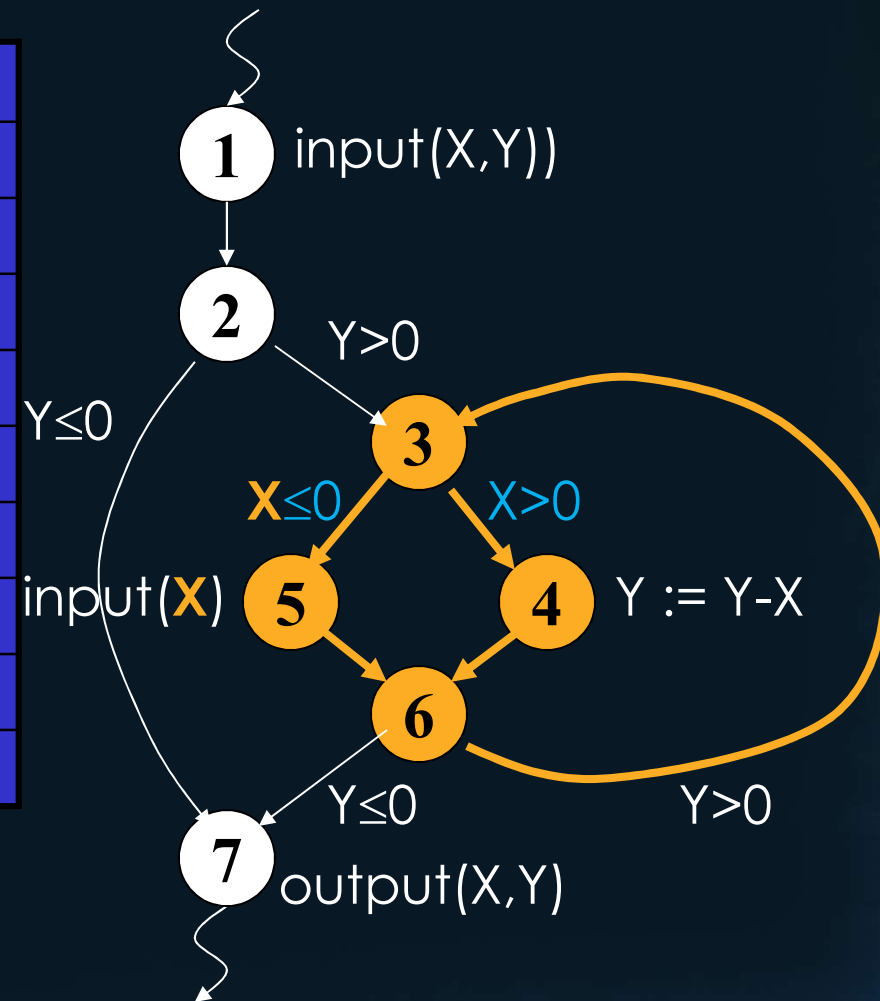 1 input(X,Y))
2
Y>0
Y≤0
3
X≤0 X>0
input(X) 5 4 Y := Y-X
6
Y≤0 Y>0
7
output(X,Y)